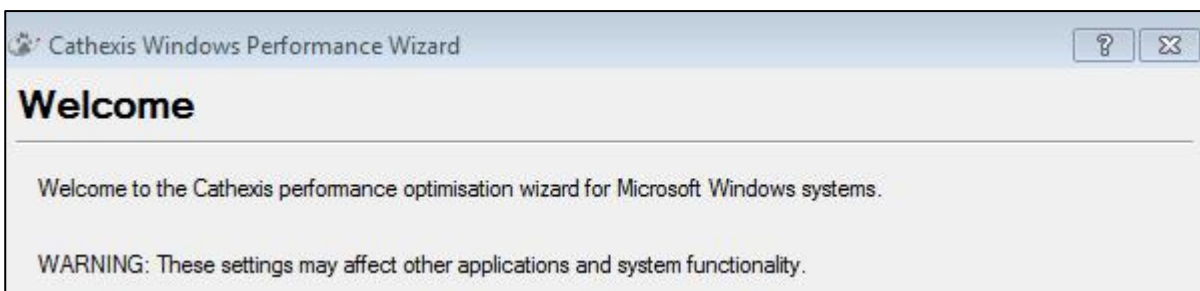 Cathexis Windows Performance Wizard
Welcome
Welcome to the Cathexis performance optimisation wizard for Microsoft Windows systems.
WARNING: These settings may affect other applications and system functionality.